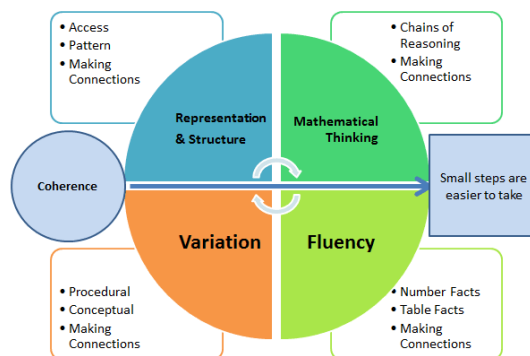 • Access
• Pattern
• Making
Connections
• Chains of
Reasoning
• Making
Connections
Representation
& Structure
Mathematical
Thinking
Coherence
Small steps are
easier to take
Variation
Fluency
• Procedural
• Conceptual
• Making
Connections
• Number Facts
• Table Facts
• Making
Connections